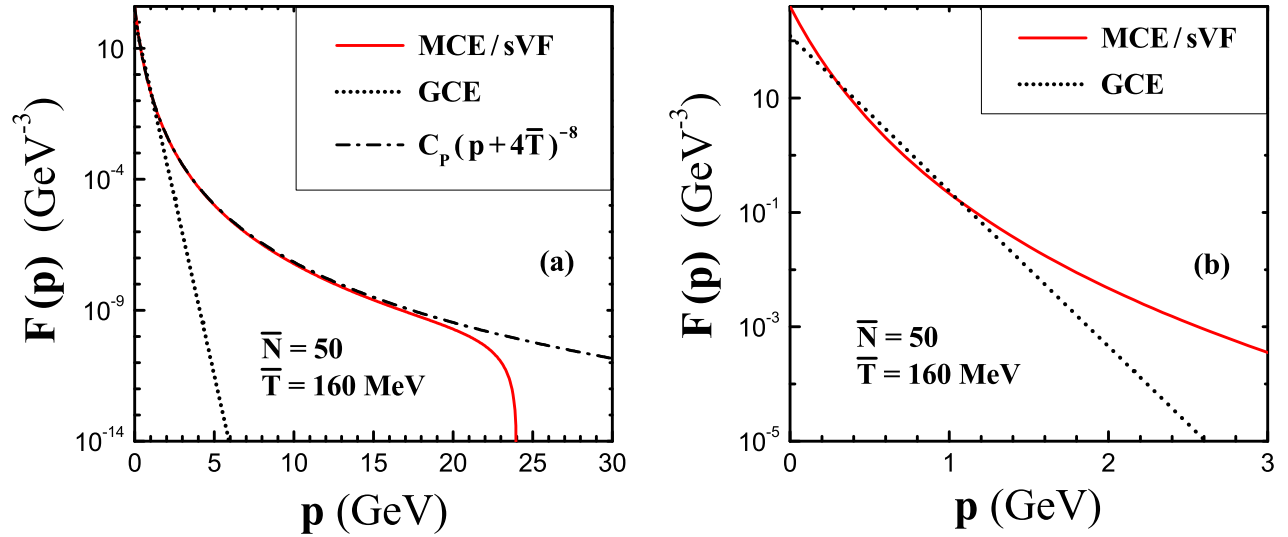 MCE / sVF
GCE
C_P (p + 4T̅)^−8
10
10^-4
10^-9
10^-14
F (p) (GeV^-3)
(a)
N̅ = 50
T̅ = 160 MeV
0 5 10 15 20 25 30
p (GeV)
MCE / sVF
GCE
10
10^-1
10^-3
10^-5
F (p) (GeV^-3)
(b)
N̅ = 50
T̅ = 160 MeV
0 1 2 3
p (GeV)